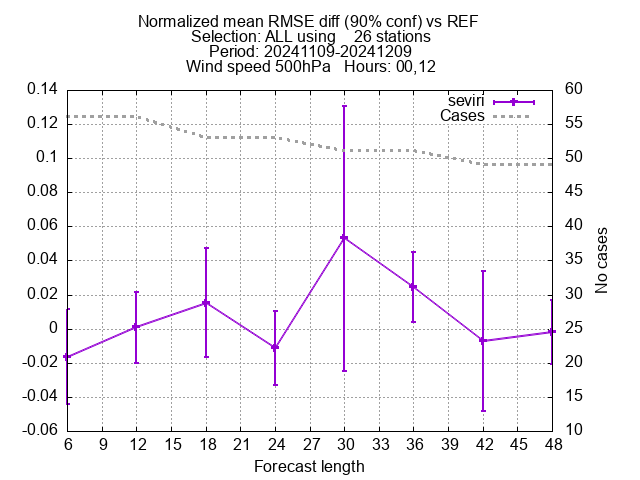 Normalized mean RMSE diff (90% conf) vs REF
Selection: ALL using    26 stations
Period: 20241109-20241209
Wind speed 500hPa   Hours: 00,12
seviri
Cases
0.14
0.12
0.1
0.08
0.06
0.04
0.02
0
-0.02
-0.04
-0.06
60
55
50
45
40
35
30
25
20
15
10
No cases
6 9 12 15 18 21 24 27 30 33 36 39 42 45 48
Forecast length